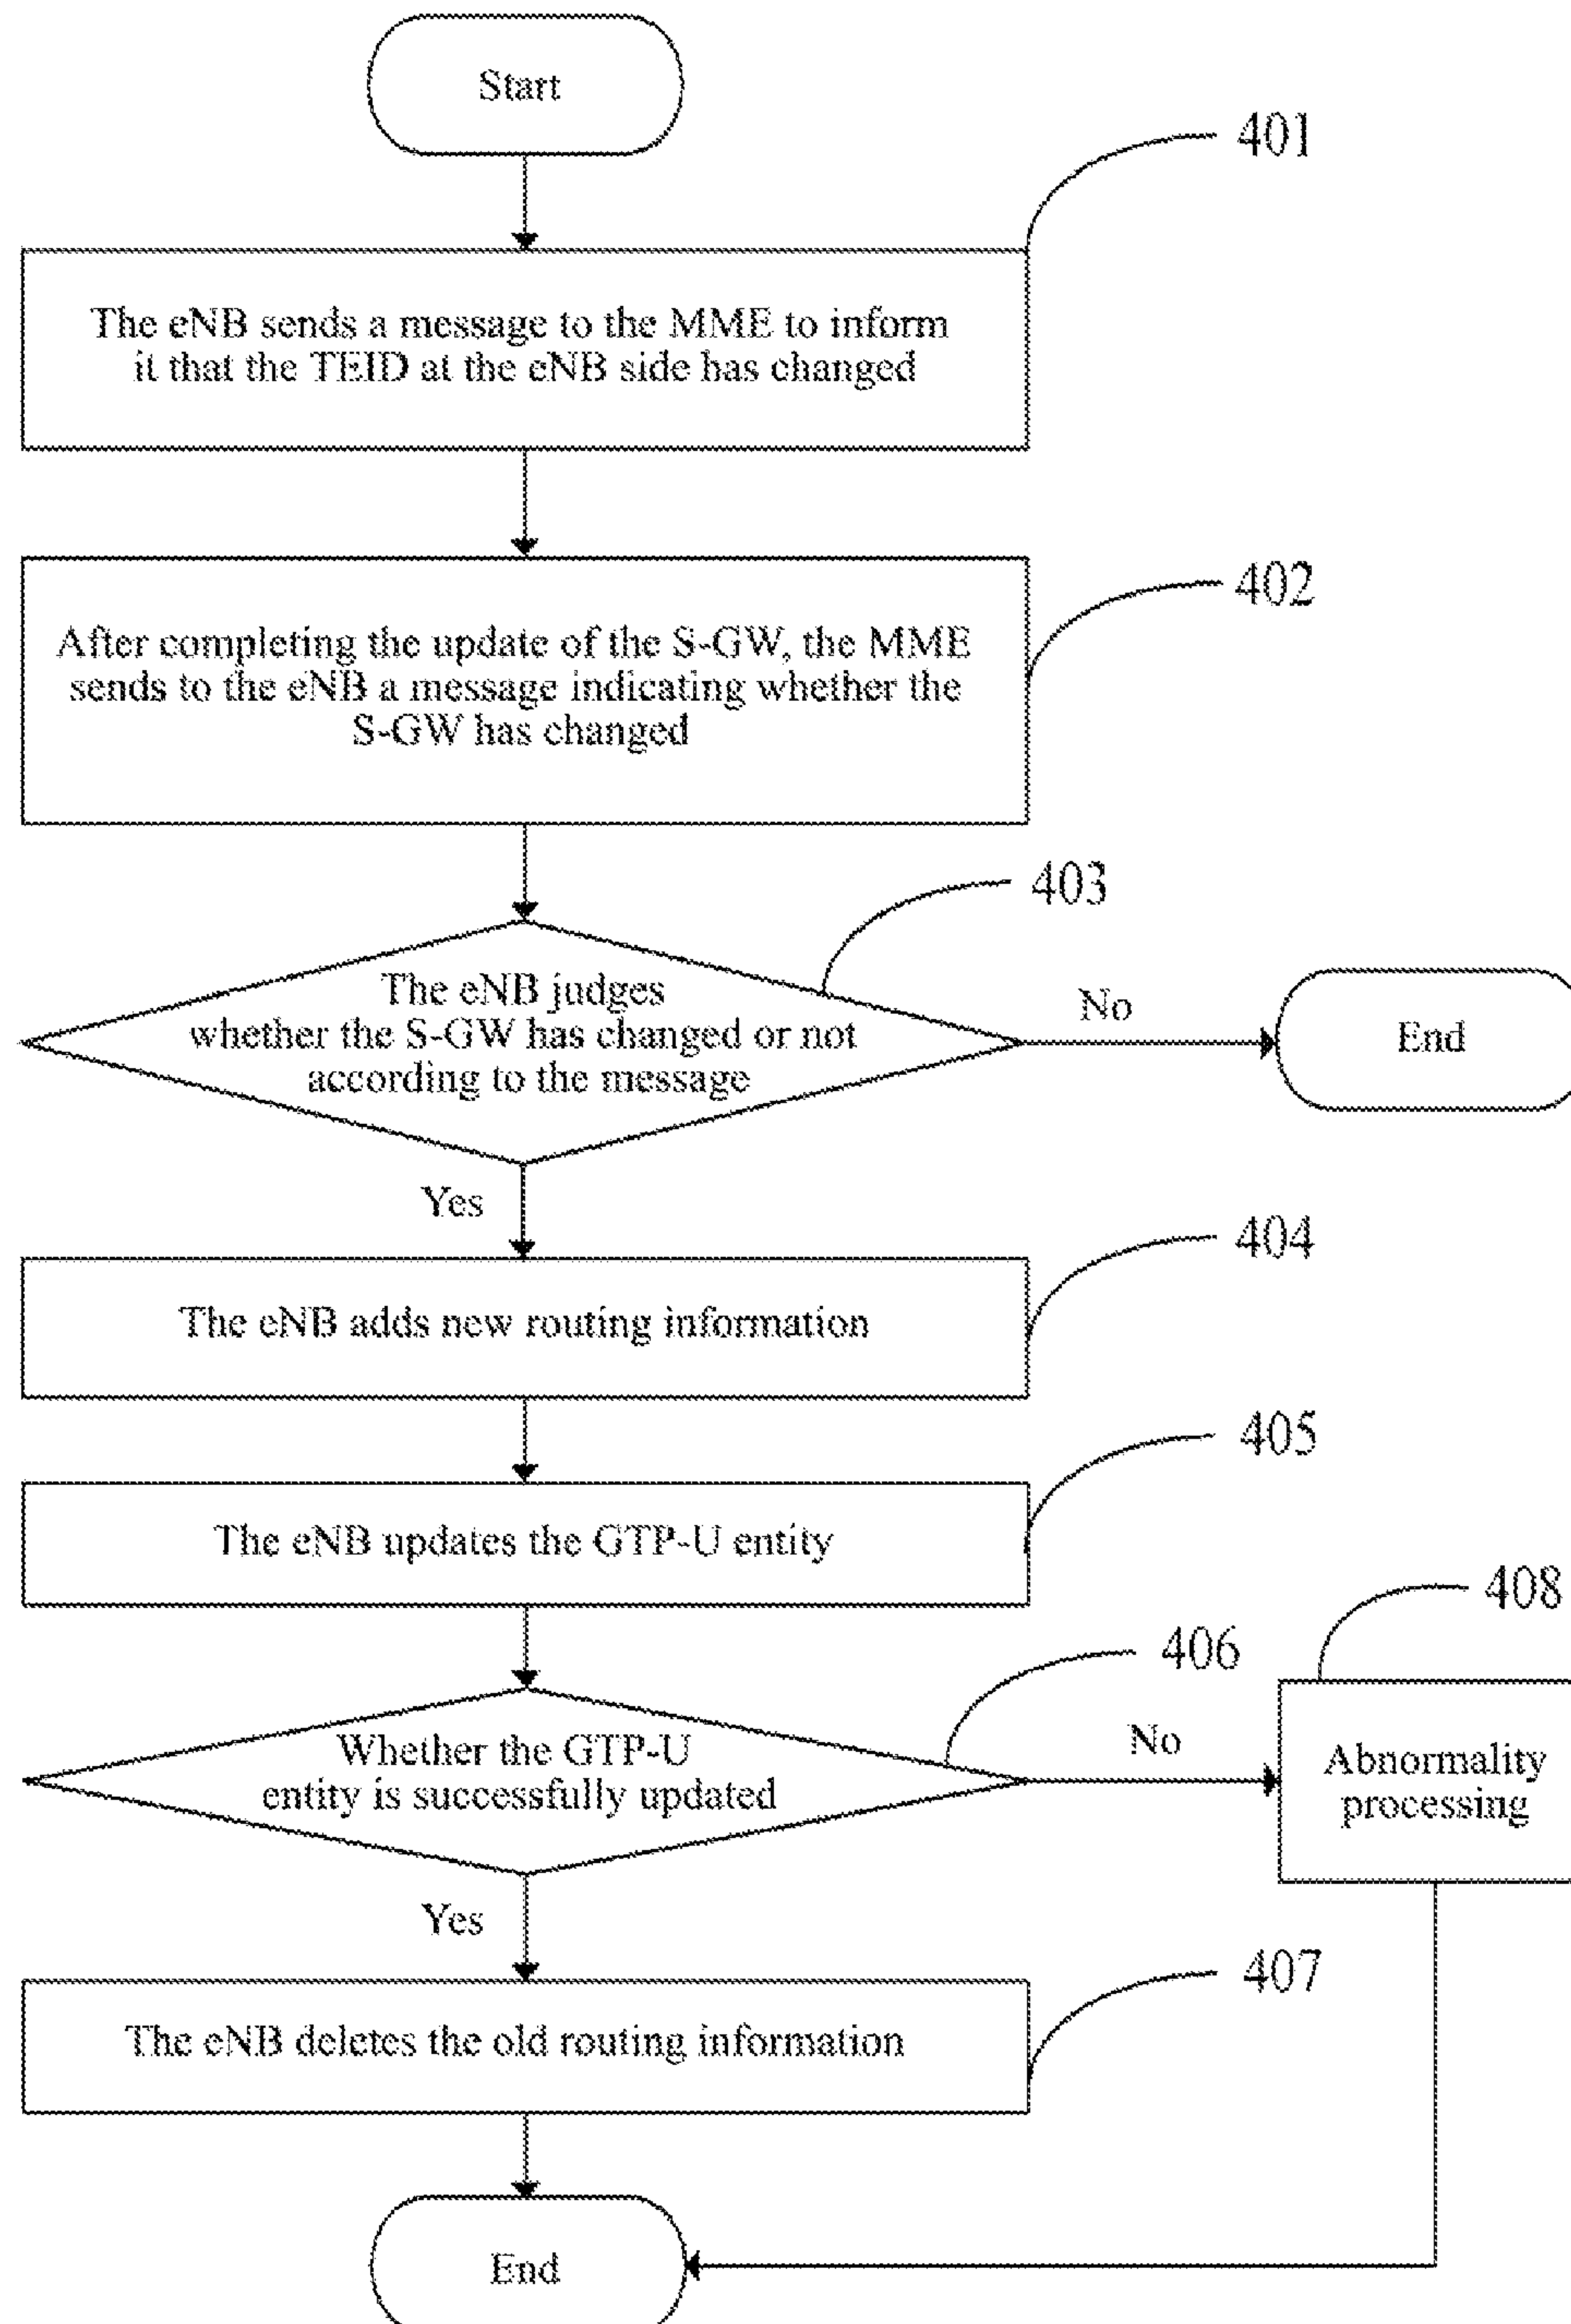 Start
401
The eNB sends a message to the MME to inform
it that the TEID at the eNB side has changed
402
After completing the update of the S-GW, the MME
sends to the eNB a message indicating whether the
S-GW has changed
403
The eNB judges
whether the S-GW has changed or not
according to the message
No
End
Yes
404
The eNB adds new routing information
405
The eNB updates the GTP-U entity
406
408
Whether the GTP-U
entity is successfully updated
No
Abnormality
processing
Yes
407
The eNB deletes the old routing information
End